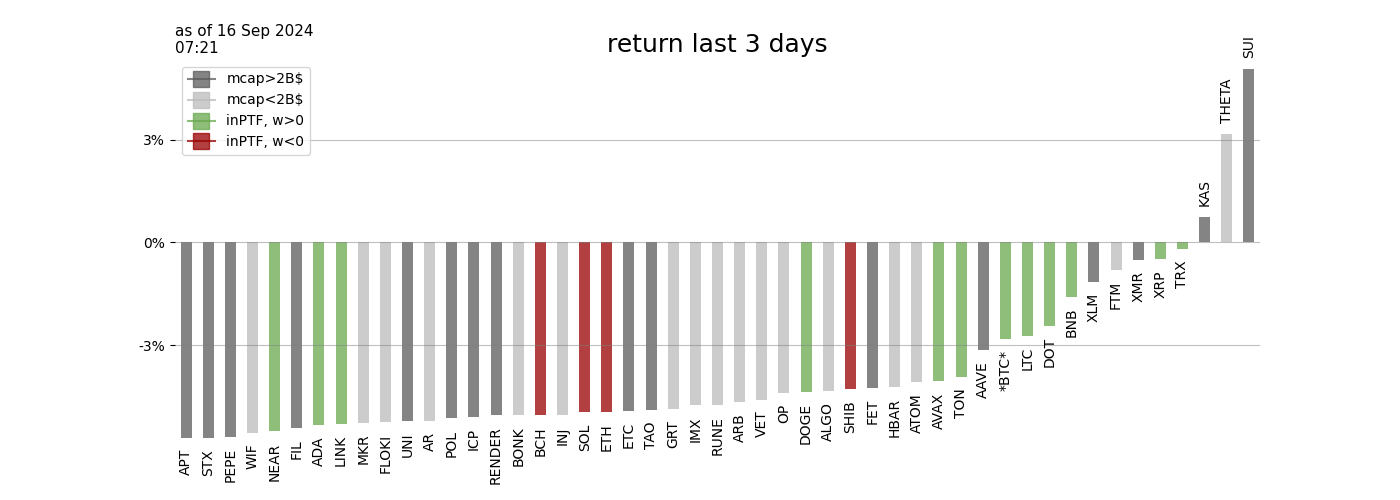 as of 16 Sep 2024
07:21
return last 3 days
mcap>2B$
mcap<2B$
inPTF, w>0
inPTF, w<0
3%
0%
-3%
APT
STX
PEPE
WIF
NEAR
FIL
ADA
LINK
MKR
FLOKI
UNI
AR
POL
ICP
RENDER
BONK
BCH
INJ
SOL
ETH
ETC
TAO
GRT
IMX
RUNE
ARB
VET
OP
DOGE
ALGO
SHIB
FET
HBAR
ATOM
AVAX
TON
AAVE
*BTC*
LTC
DOT
BNB
XLM
FTM
XMR
XRP
TRX
KAS
THETA
SUI